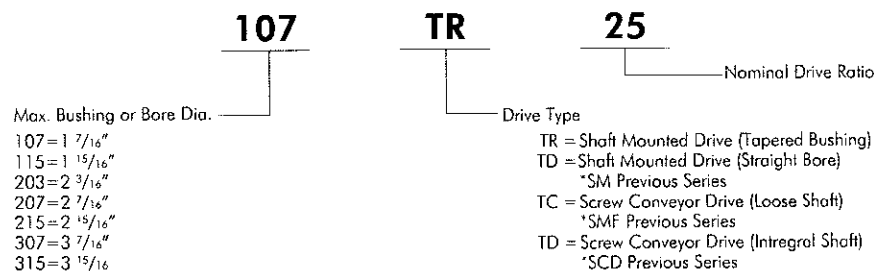 107 TR 25
Nominal Drive Ratio
Max. Bushing or Bore Dia.
107=1 7/16"
115=1 15/16"
203=2 3/16"
207=2 7/16"
215=2 15/16"
307=3 7/16"
315=3 15/16
Drive Type
TR =Shaft Mounted Drive (Tapered Bushing)
TD =Shaft Mounted Drive (Straight Bore)
*SM Previous Series
TC =Screw Conveyor Drive (Loose Shaft)
*SMF Previous Series
TD =Screw Conveyor Drive (Intregral Shaft)
*SCD Previous Series